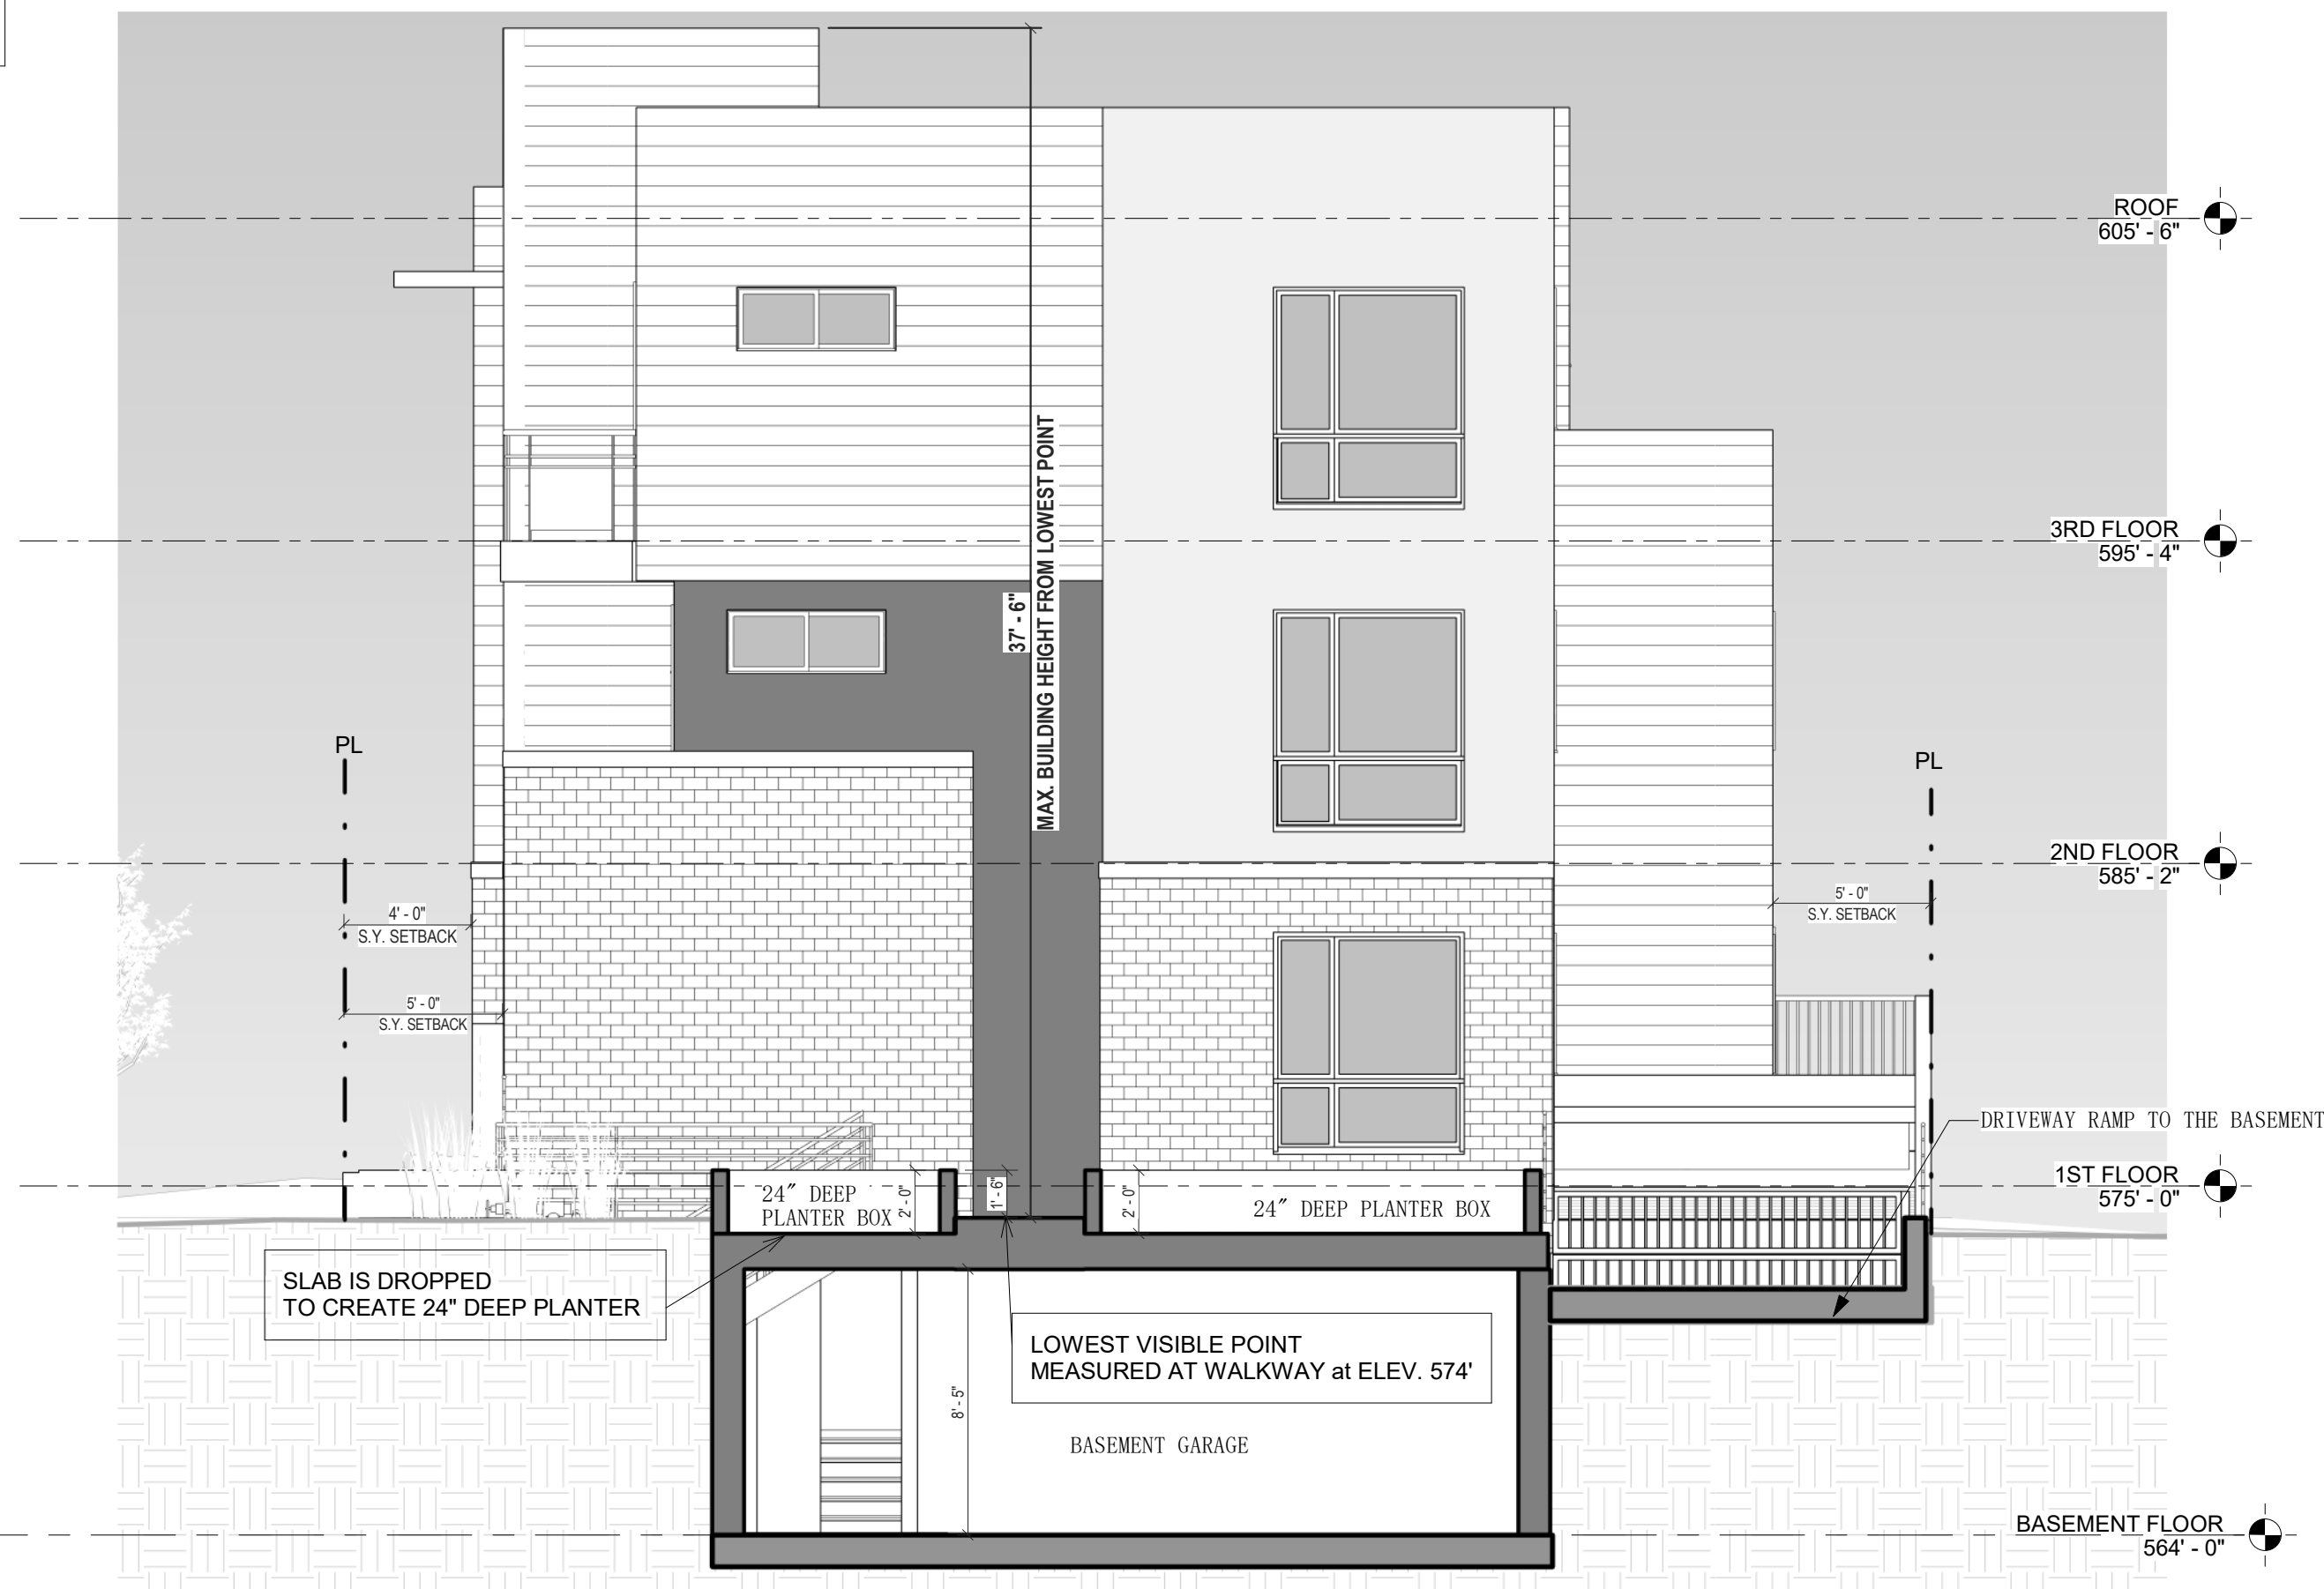 ROOF
605' - 6"
37' - 6"
MAX. BUILDING HEIGHT FROM LOWEST POINT
3RD FLOOR
595' - 4"
PL
PL
2ND FLOOR
585' - 2"
4' - 0"
S.Y. SETBACK
5' - 0"
S.Y. SETBACK
5' - 0"
S.Y. SETBACK
DRIVEWAY RAMP TO THE BASEMENT
1ST FLOOR
575' - 0"
24" DEEP
PLANTER BOX
2' - 0"
1' - 6"
2' - 0"
24" DEEP PLANTER BOX
SLAB IS DROPPED
TO CREATE 24" DEEP PLANTER
LOWEST VISIBLE POINT
MEASURED AT WALKWAY at ELEV. 574'
8' - 5"
BASEMENT GARAGE
BASEMENT FLOOR
564' - 0"